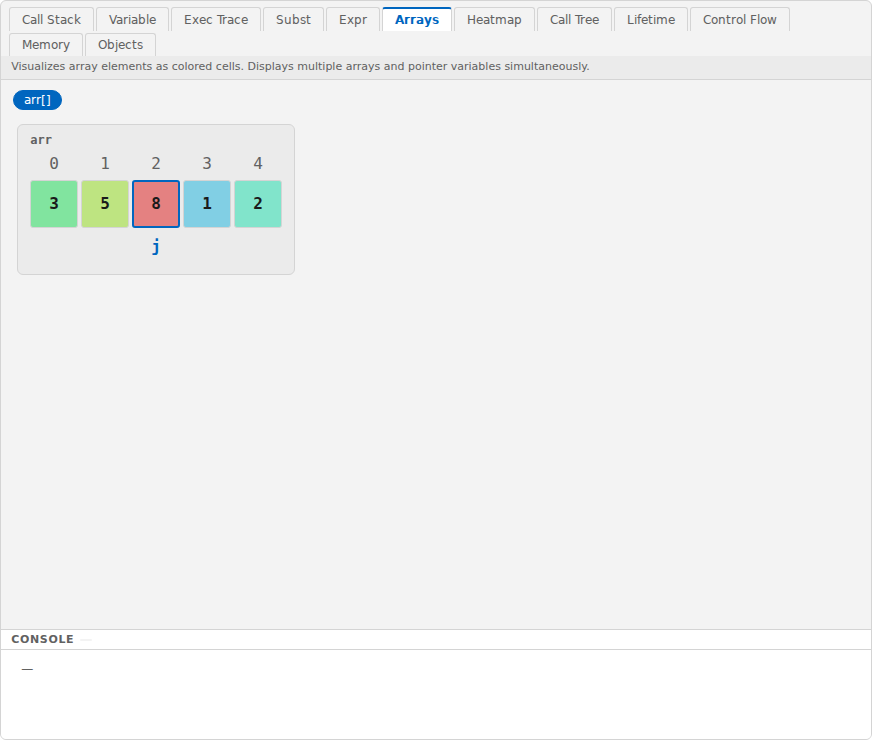 Call Stack Variable Exec Trace Subst Expr Arrays Heatmap Call Tree Lifetime Control Flow
Memory Objects
Visualizes array elements as colored cells. Displays multiple arrays and pointer variables simultaneously.
arr[]
arr
0 1 2 3 4
3 5 8 1 2
j
CONSOLE —
—